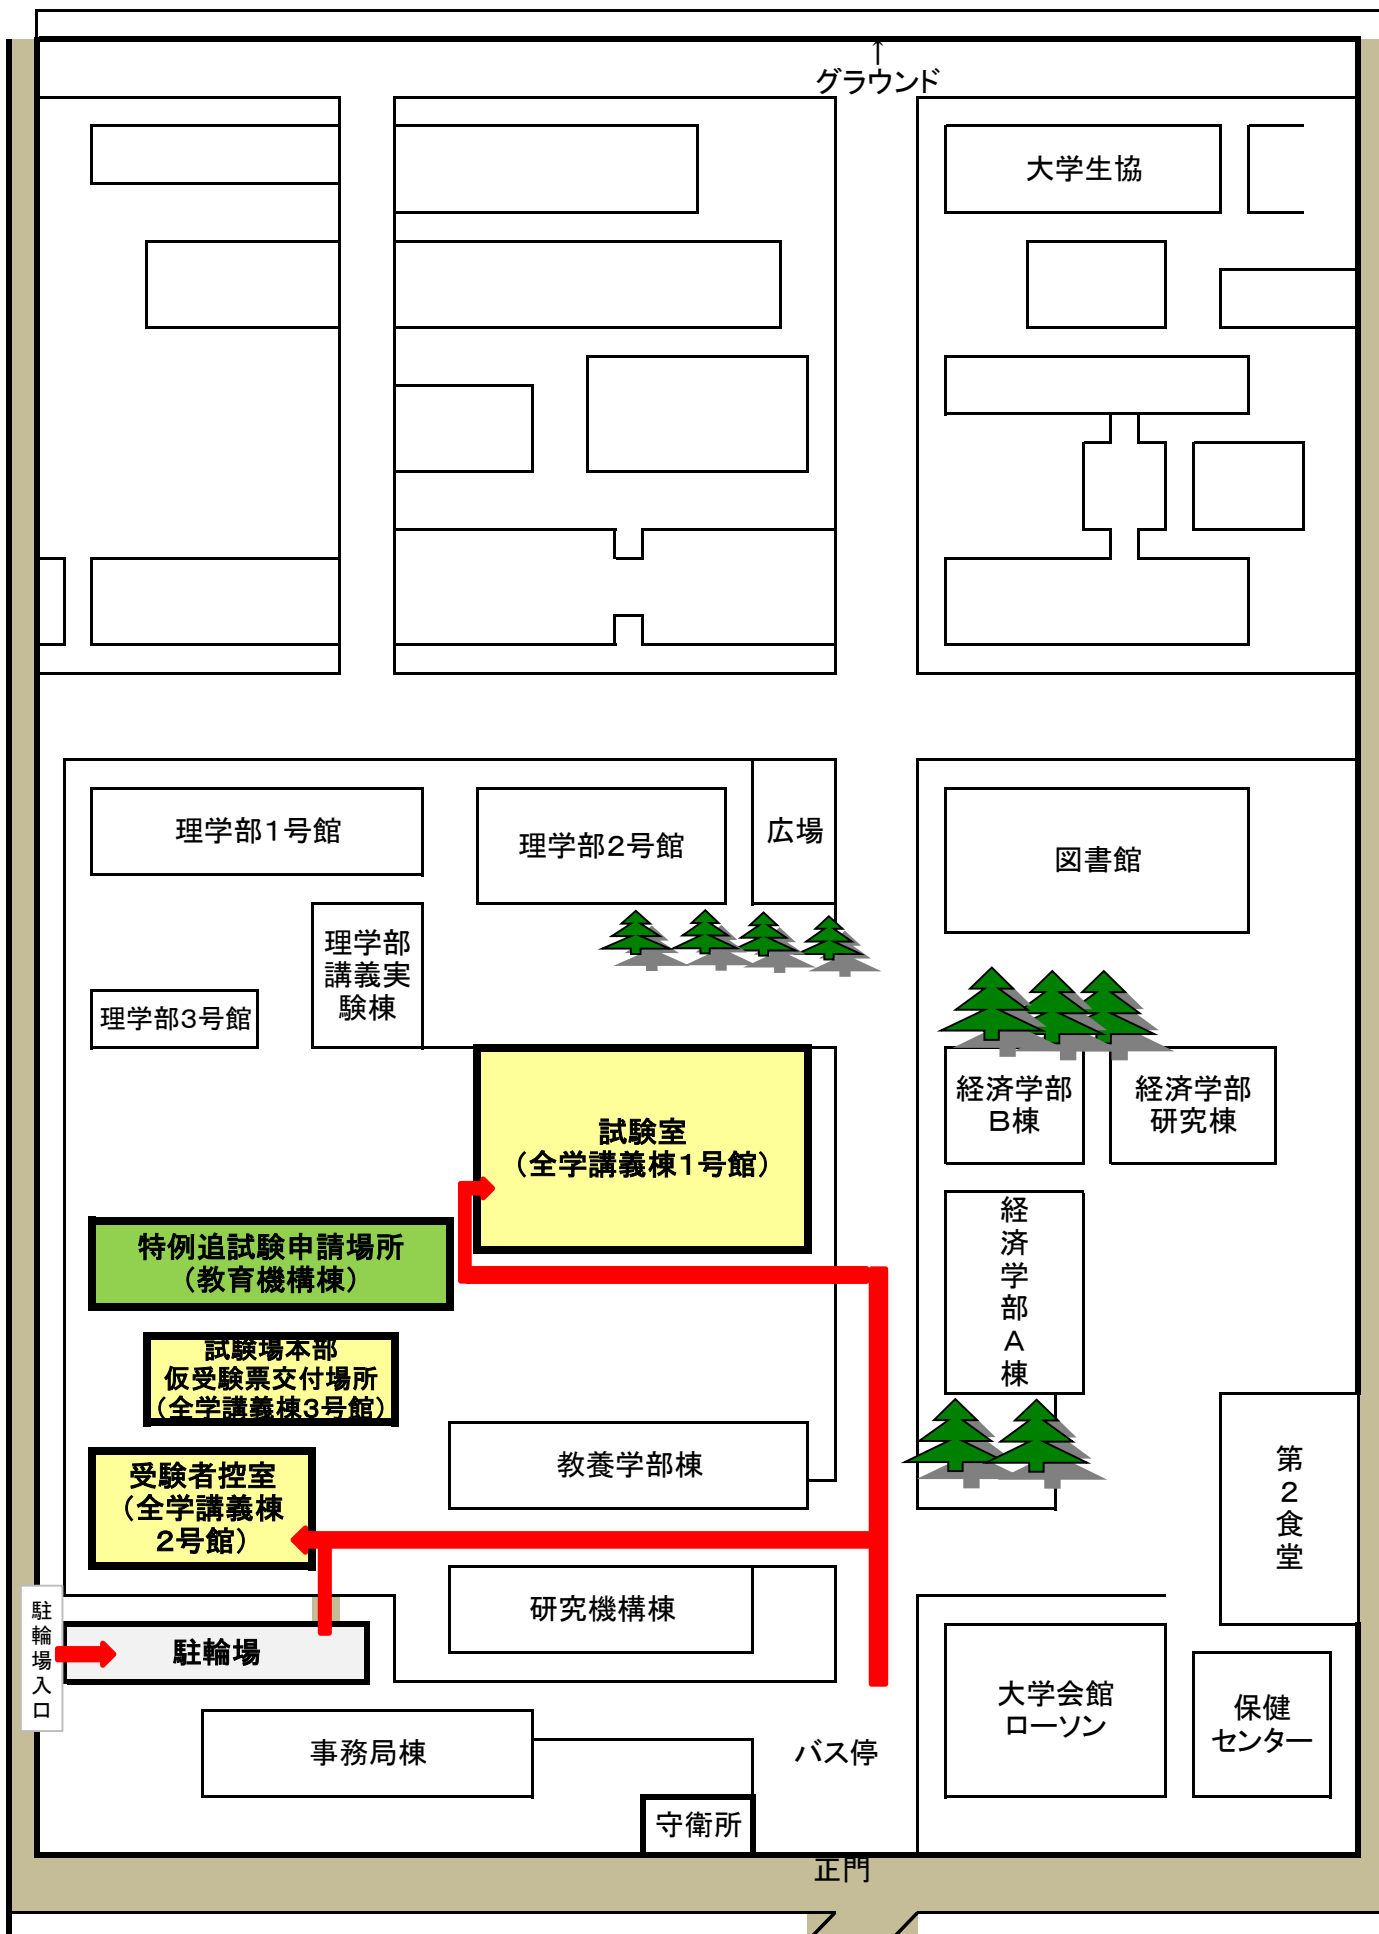 ↑
グラウンド
大学生協
理学部1号館
理学部2号館
広場
図書館
理学部
講義実
験棟
理学部3号館
経済学部
B棟
経済学部
研究棟
試験室
（全学講義棟1号館）
経
済
学
部
A
棟
特例追試験申請場所
（教育機構棟）
試験場本部
仮受験票交付場所
（全学講義棟3号館）
教養学部棟
第
2
食
堂
受験者控室
（全学講義棟
2号館）
研究機構棟
駐
輪
場
入
口
駐輪場
大学会館
ローソン
保健
センター
事務局棟
バス停
守衛所
正門